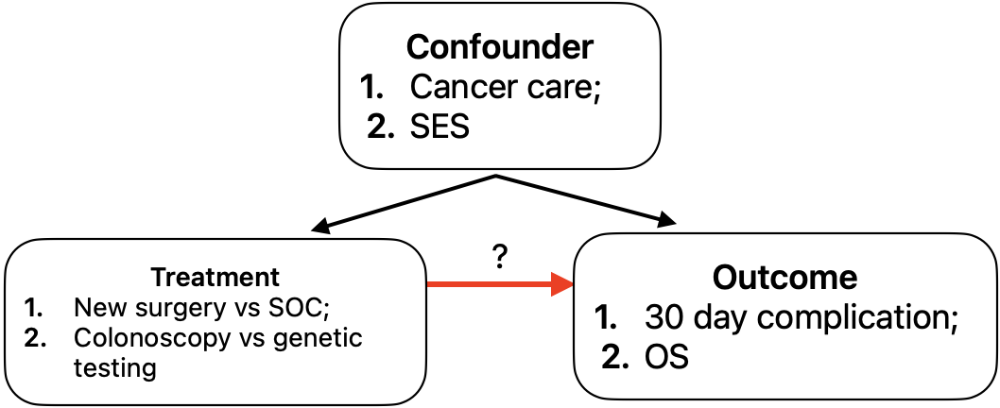 Confounder
1. Cancer care;
2. SES
?
Treatment
1. New surgery vs SOC;
2. Colonoscopy vs genetic
testing
Outcome
1. 30 day complication;
2. OS